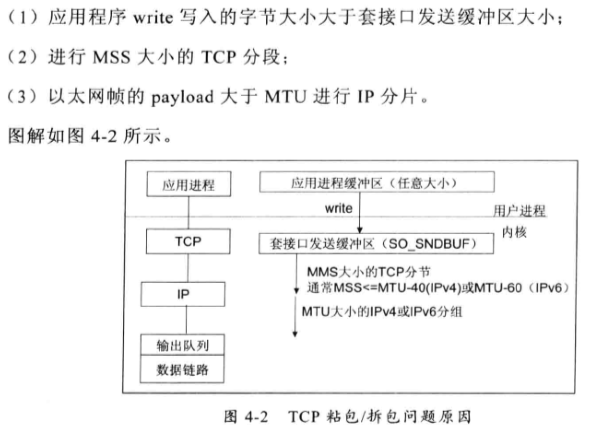 （1）应用程序 write 写入的字节大小大于套接口发送缓冲区大小；
（2）进行 MSS 大小的 TCP 分段；
（3）以太网帧的 payload 大于 MTU 进行 IP 分片。
图解如图 4-2 所示。
应用进程
应用进程缓冲区（任意大小）
write
用户进程
内核
TCP
套接口发送缓冲区（SO_SNDBUF）
MMS大小的TCP分节
通常MSS<=MTU-40(IPv4)或MTU-60（IPv6）
IP
MTU大小的IPv4或IPv6分组
输出队列
数据链路
图 4-2 TCP 粘包/拆包问题原因